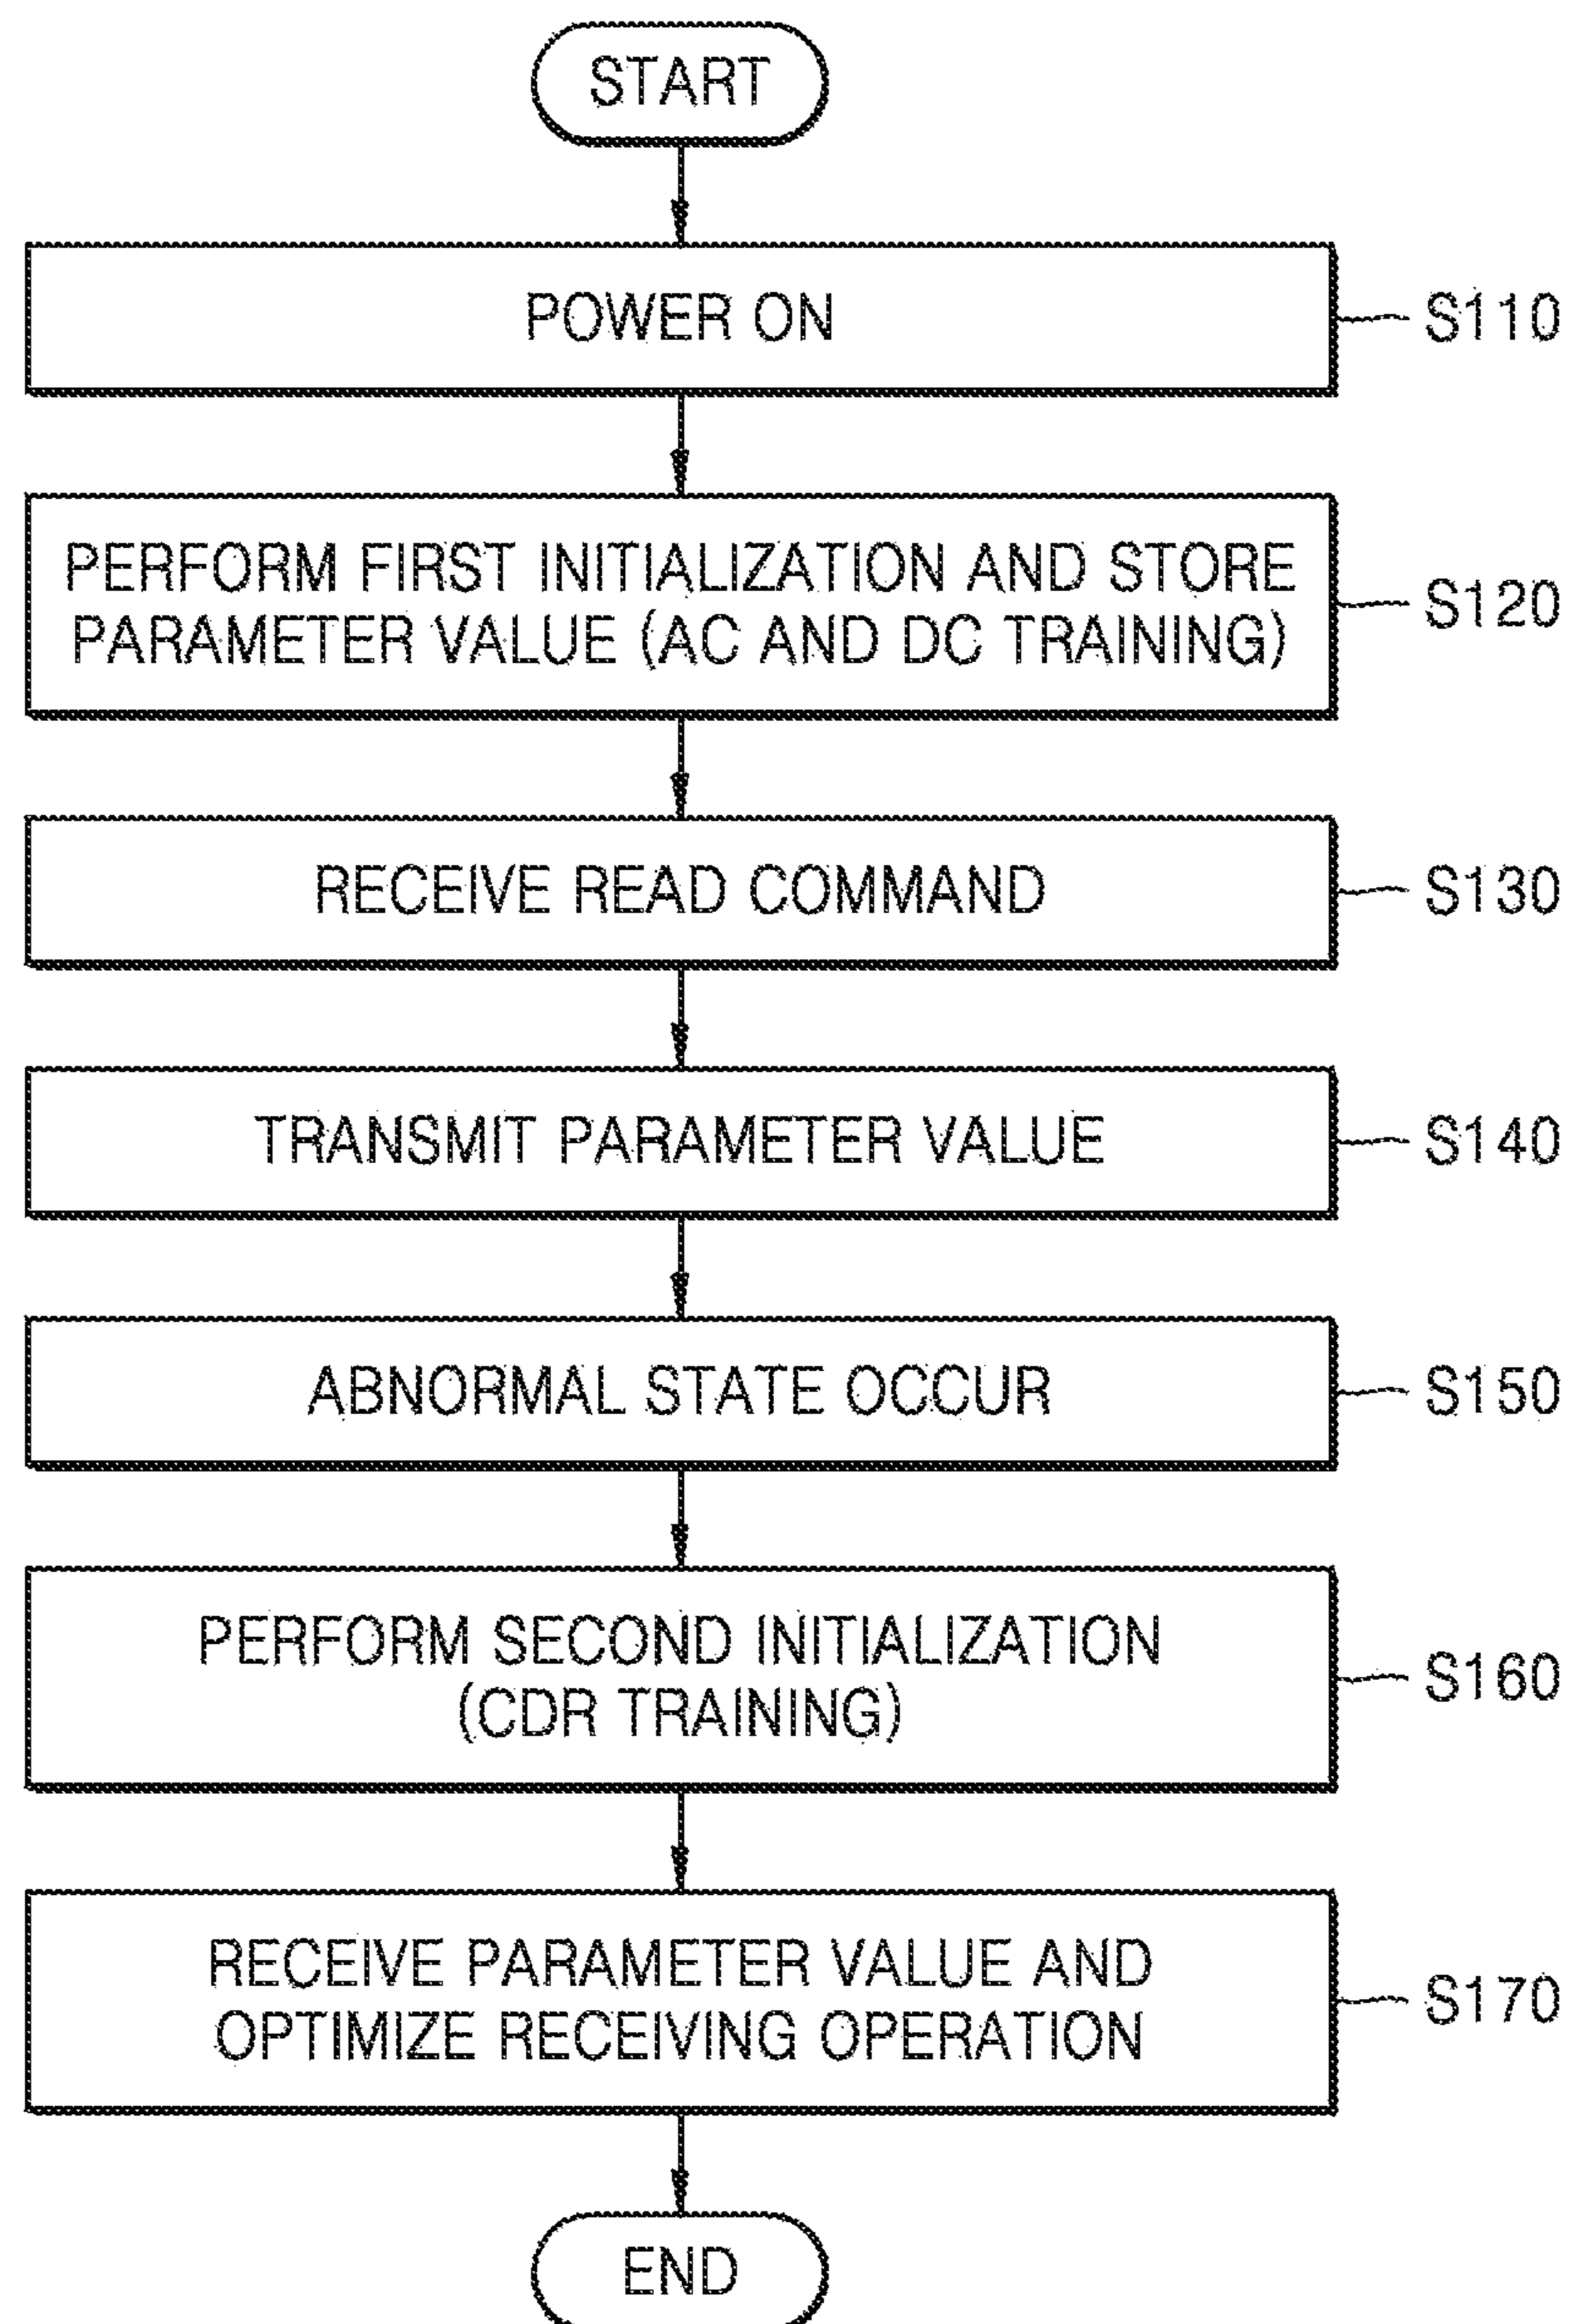 START
POWER ON
S110
PERFORM FIRST INITIALIZATION AND STORE
PARAMETER VALUE (AC AND DC TRAINING)
S120
RECEIVE READ COMMAND
S130
TRANSMIT PARAMETER VALUE
S140
ABNORMAL STATE OCCUR
S150
PERFORM SECOND INITIALIZATION
(CDR TRAINING)
S160
RECEIVE PARAMETER VALUE AND
OPTIMIZE RECEIVING OPERATION
S170
END